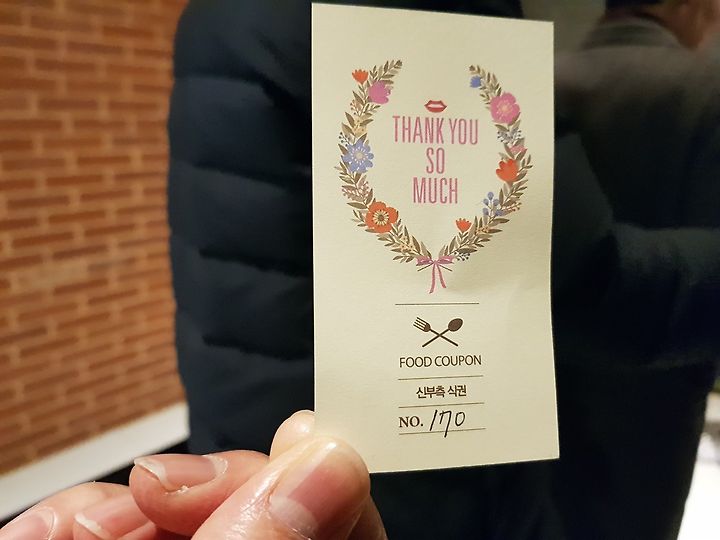 THANK YOU
SO
MUCH
FOOD COUPON
신부측 식권
NO. 170